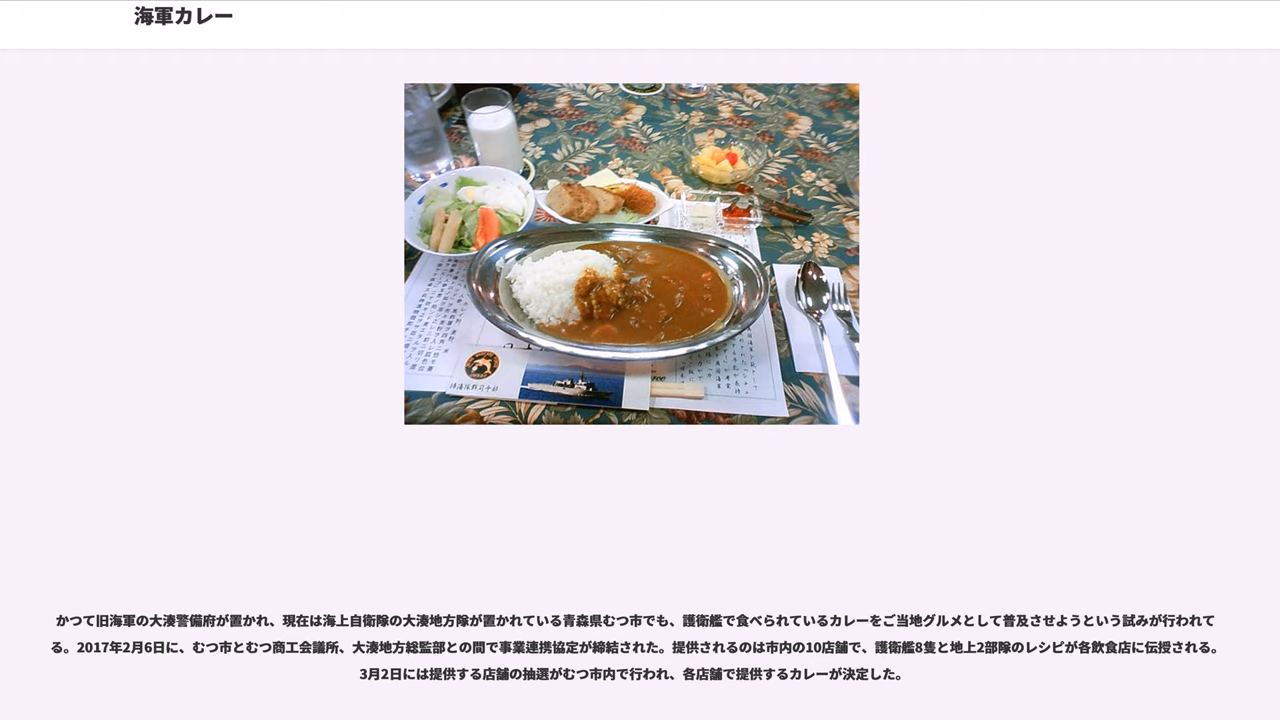 海軍カレー
かつて旧海軍の大湊警備府が置かれ、現在は海上自衛隊の大湊地方隊が置かれている青森県むつ市でも、護衛艦で食べられているカレーをご当地グルメとして普及させようという試みが行われて
る。2017年2月6日に、むつ市とむつ商工会議所、大湊地方総監部との間で事業連携協定が締結された。提供されるのは市内の10店舗で、護衛艦8隻と地上2部隊のレシピが各飲食店に伝授される。
3月2日には提供する店舗の抽選がむつ市内で行われ、各店舗で提供するカレーが決定した。